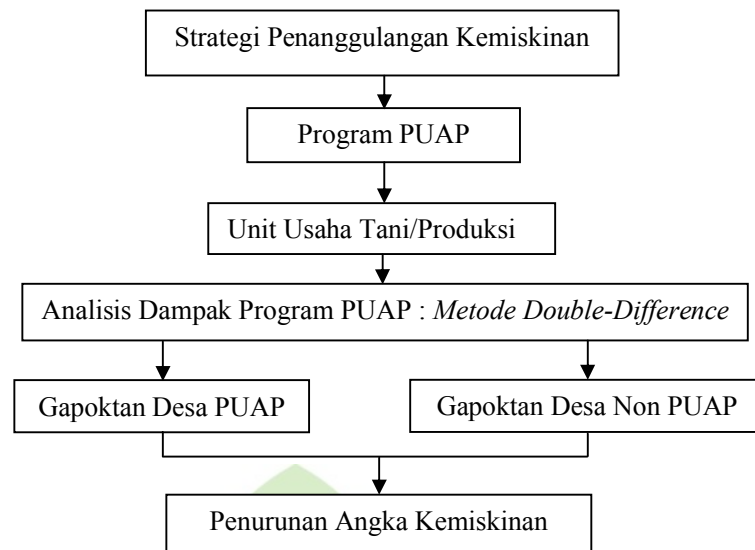 Strategi Penanggulangan Kemiskinan
Program PUAP
Unit Usaha Tani/Produksi
Analisis Dampak Program PUAP : Metode Double-Difference
Gapoktan Desa PUAP
Gapoktan Desa Non PUAP
Penurunan Angka Kemiskinan